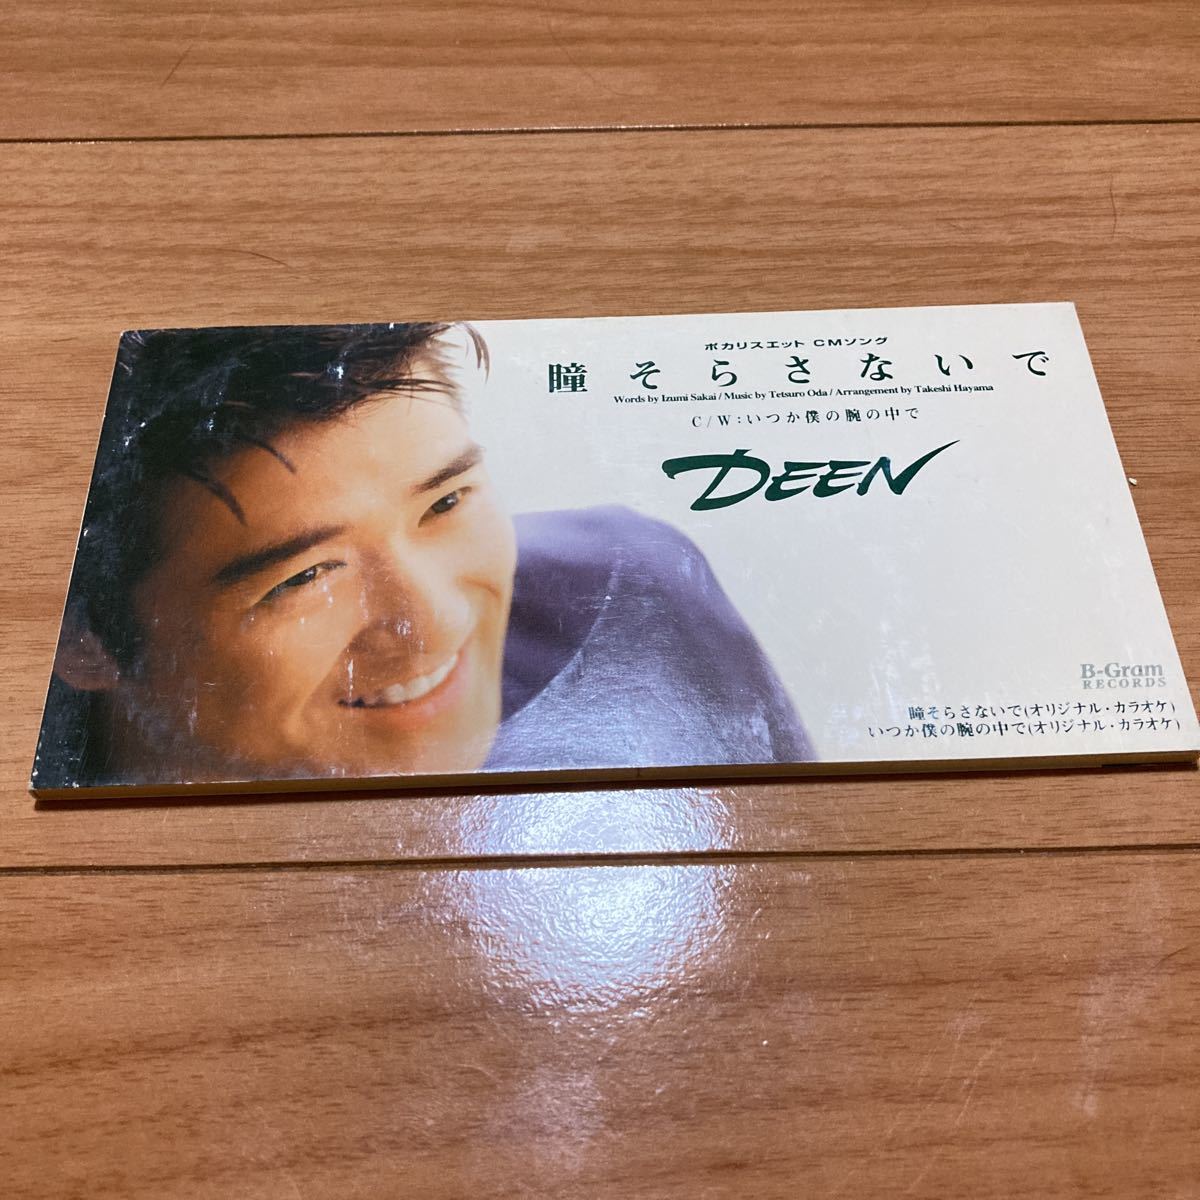 ポカリスエット CMソング
瞳そらさないで
Words by Izumi Sakai / Music by Tetsuro Oda / Arrangement by Takeshi Hayama
C/W:いつか僕の腕の中で
DEEN
B-Gram
RECORDS
瞳そらさないで(オリジナル・カラオケ)
いつか僕の腕の中で(オリジナル・カラオケ)